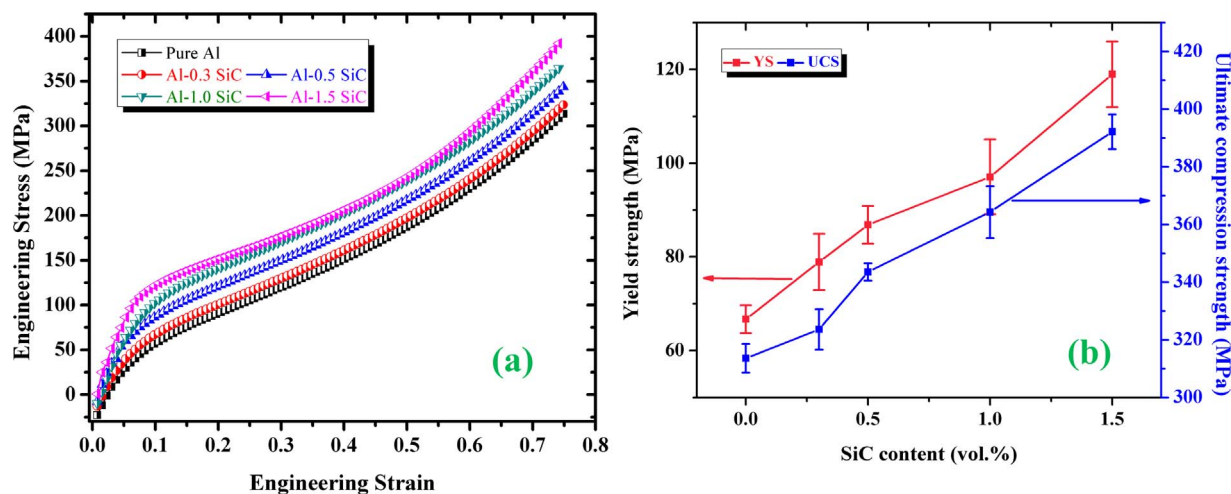 400
350
300
250
200
150
100
50
0
Engineering Stress (MPa)
Pure Al
Al-0.3 SiC Al-0.5 SiC
Al-1.0 SiC Al-1.5 SiC
(a)
0.0 0.1 0.2 0.3 0.4 0.5 0.6 0.7 0.8
Engineering Strain
120
100
80
60
Yield strength (MPa)
YS UCS
(b)
0.0 0.5 1.0 1.5
SiC content (vol.%)
420
400
380
360
340
320
300
Ultimate compression strength
(MPa)